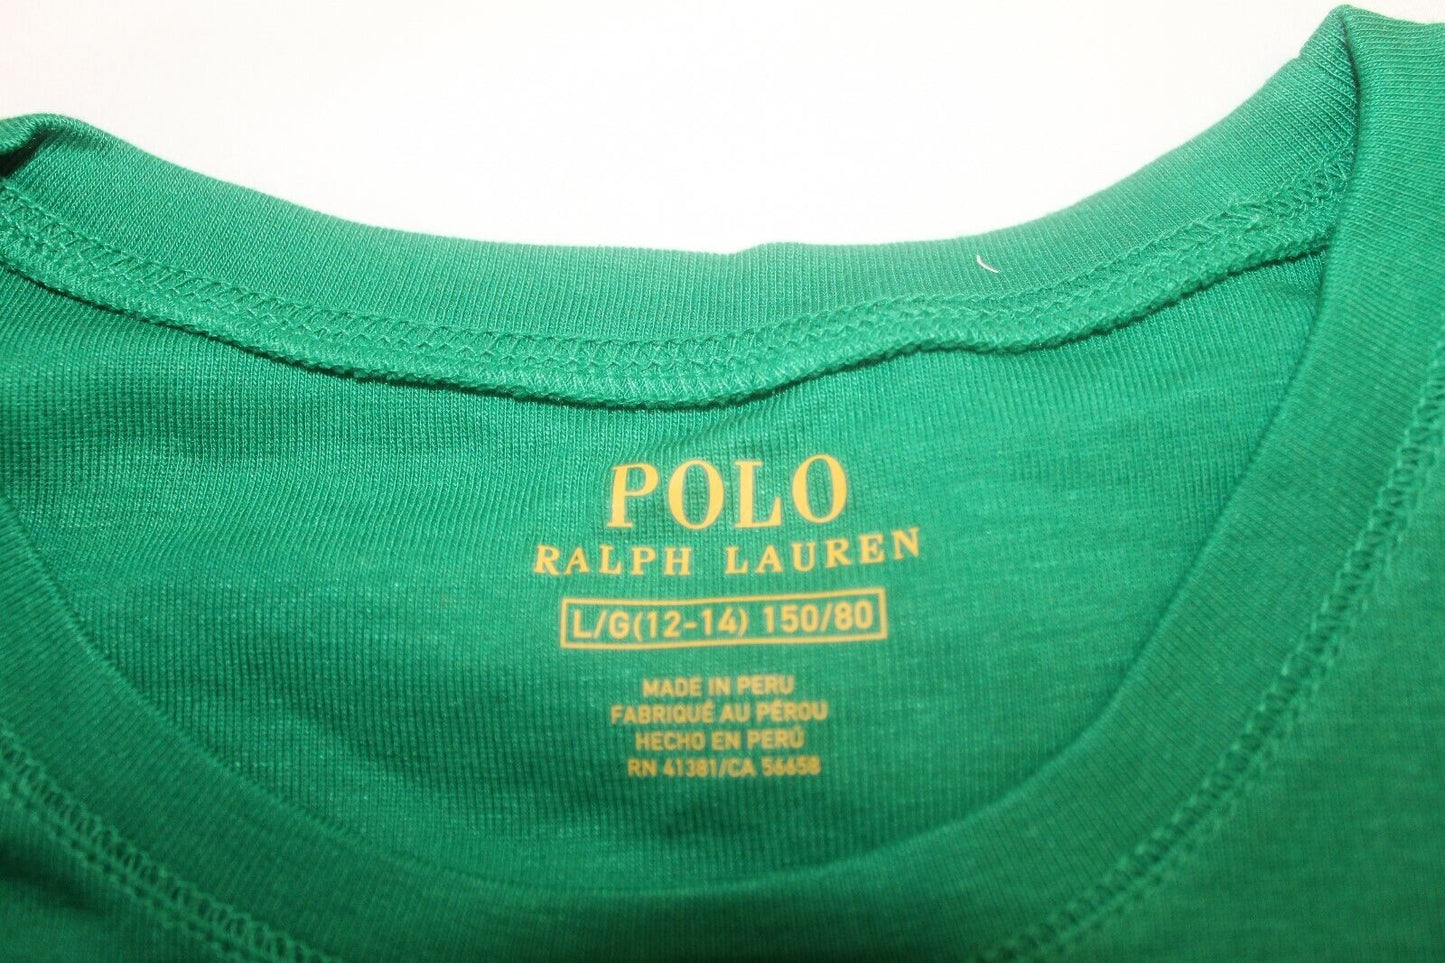 POLO
RALPH LAUREN
L/G(12-14) 150/80
MADE IN PERU
FABRIQUÉ AU PÉROU
HECHO EN PERÚ
RN 41381/CA 56658